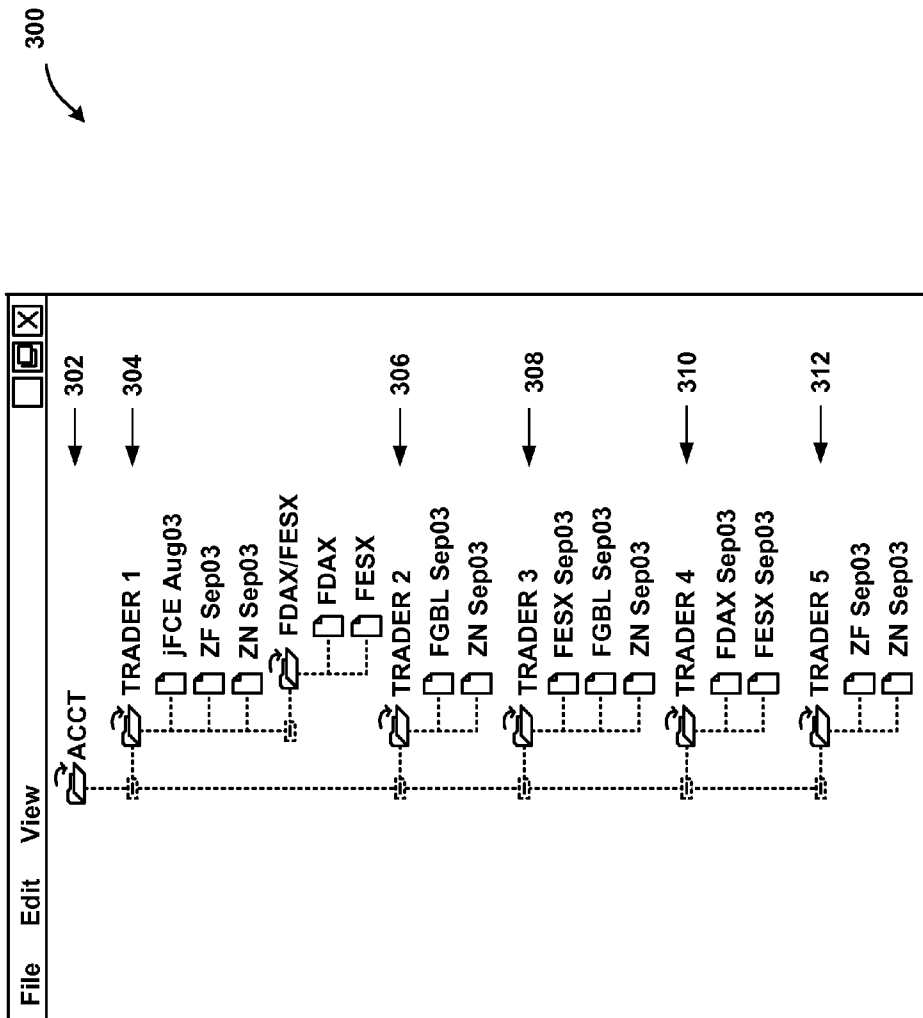 300
File Edit View
ACCT 302
TRADER 1 304
jFCE Aug03
ZF Sep03
ZN Sep03
FDAX/FESX
FDAX
FESX
TRADER 2 306
FGBL Sep03
ZN Sep03
TRADER 3 308
FESX Sep03
FGBL Sep03
ZN Sep03
TRADER 4 310
FDAX Sep03
FESX Sep03
TRADER 5 312
ZF Sep03
ZN Sep03